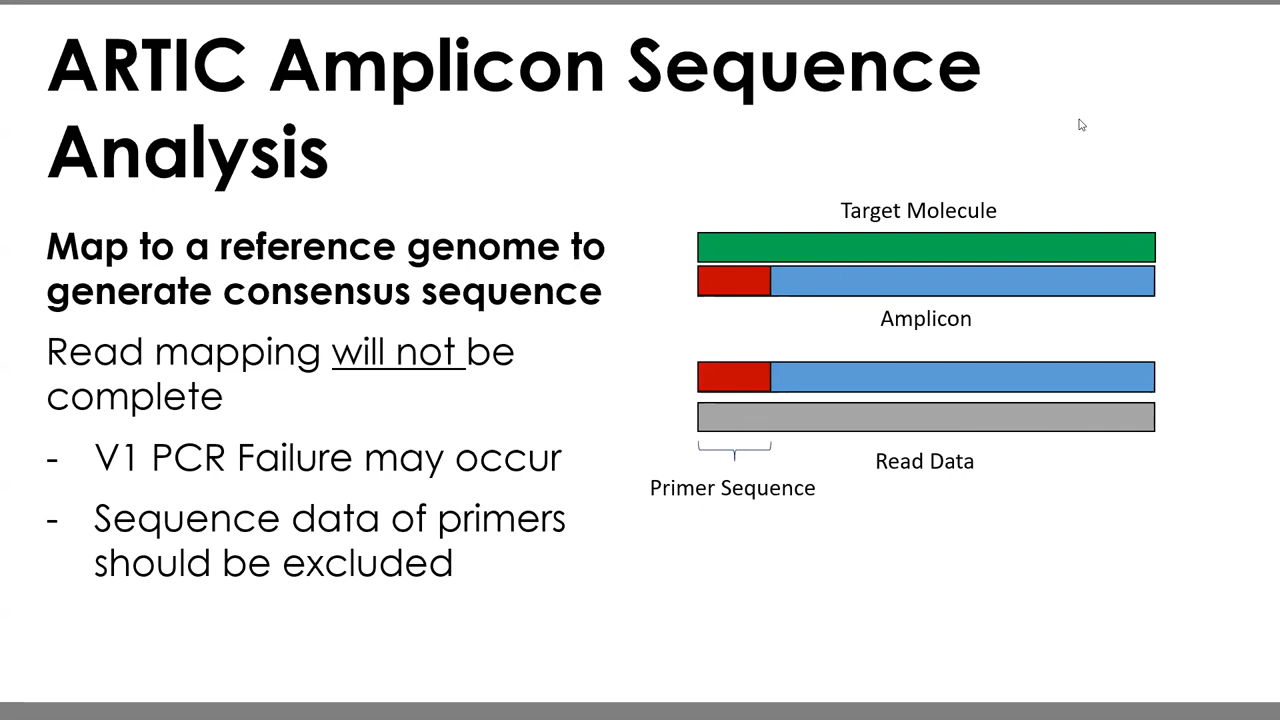 ARTIC Amplicon Sequence
Analysis
Map to a reference genome to
generate consensus sequence
Read mapping will not be
complete
- V1 PCR Failure may occur
- Sequence data of primers
should be excluded
Target Molecule
Amplicon
Read Data
Primer Sequence